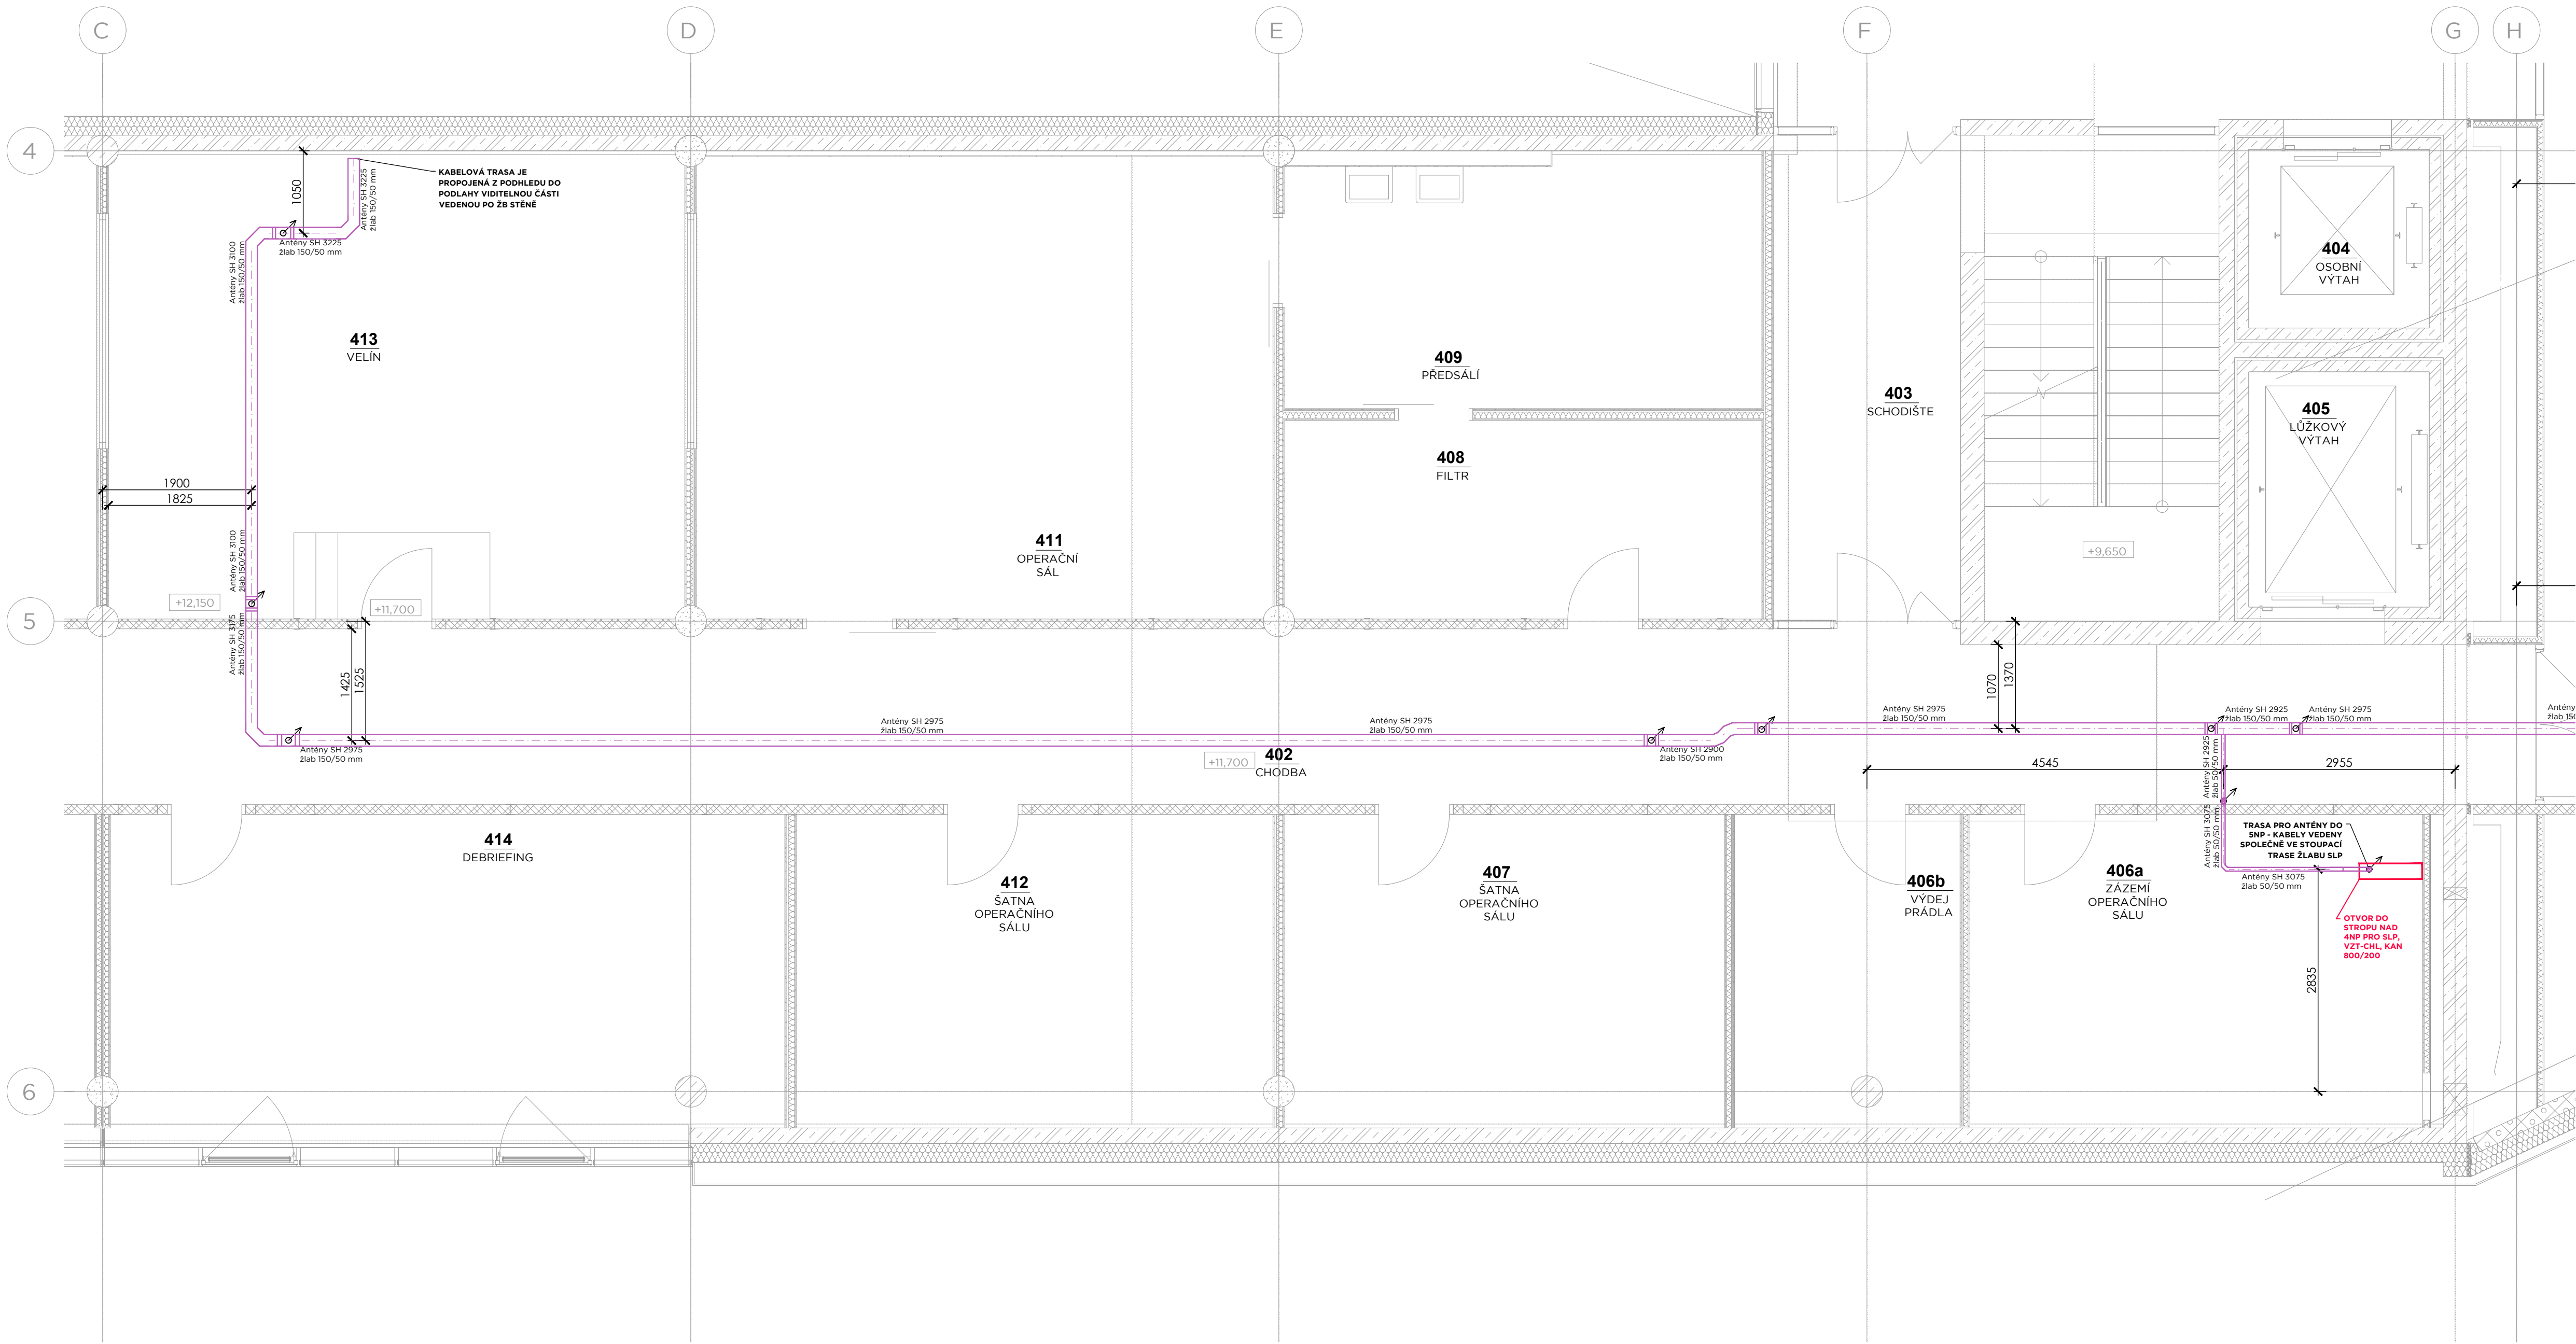 C
D
E
F
G
H
4
5
6
KABELOVÁ TRASA JE
PROPOJENÁ Z PODHLEDU DO
PODLAHY VIDITELNOU ČÁSTI
VEDENOU PO ŽB STĚNĚ
1050
Antény SH 3225
žlab 150/50 mm
Antény SH 3225
žlab 150/50 mm
Antény SH 3100
žlab 150/50 mm
413
VELÍN
1900
1825
Antény SH 3100
žlab 150/50 mm
+12,150
+11,700
Antény SH 3175
žlab 150/50 mm
1425
1525
Antény SH 2975
žlab 150/50 mm
411
OPERAČNÍ
SÁL
409
PŘEDSÁLÍ
408
FILTR
403
SCHODIŠTE
404
OSOBNÍ
VÝTAH
405
LŮŽKOVÝ
VÝTAH
+9,650
Antény SH 2975
žlab 150/50 mm
Antény SH 2975
žlab 150/50 mm
Antény SH 2900
žlab 150/50 mm
Antény SH 2975
žlab 150/50 mm
1070
1370
Antény SH 2925
žlab 150/50 mm
Antény SH 2975
žlab 150/50 mm
Antény
žlab 150
+11,700
402
CHODBA
4545
2955
Antény SH 2925
žlab 50/50 mm
Antény SH 3075
žlab 50/50 mm
TRASA PRO ANTÉNY DO
5NP - KABELY VEDENY
SPOLEČNĚ VE STOUPACÍ
TRASE ŽLABU SLP
Antény SH 3075
žlab 50/50 mm
OTVOR DO
STROPU NAD
4NP PRO SLP,
VZT-CHL, KAN
800/200
2835
414
DEBRIEFING
412
ŠATNA
OPERAČNÍHO
SÁLU
407
ŠATNA
OPERAČNÍHO
SÁLU
406b
VÝDEJ
PRÁDLA
406a
ZÁZEMÍ
OPERAČNÍHO
SÁLU